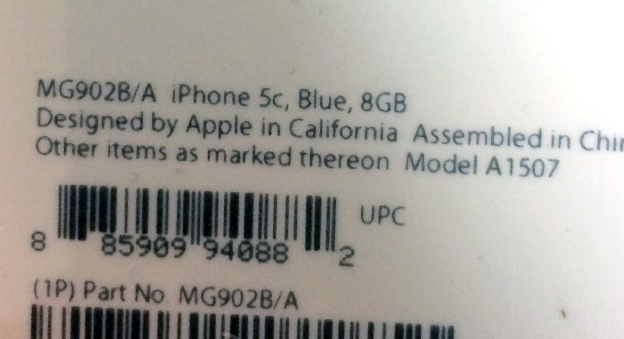 MG902B/A iPhone 5c, Blue, 8GB
Designed by Apple in California Assembled in
Other items as marked thereon Model A1507
UPC
8 85909 94088 2
(1P) Part No. MG902B/A